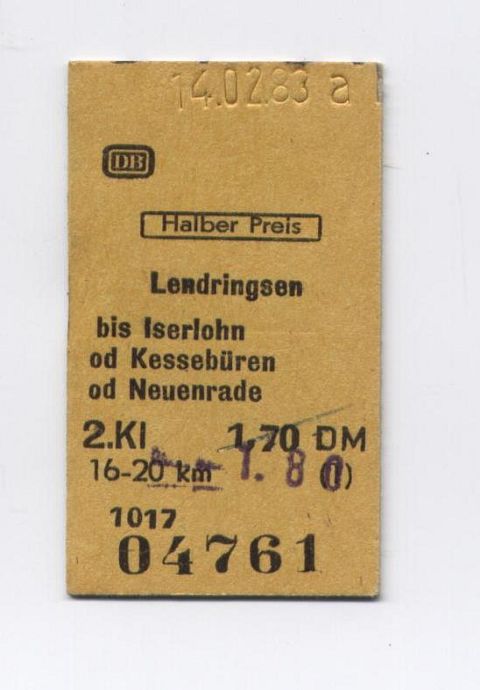 14.02.83 a
DB
Halber Preis
Lendringsen
bis Iserlohn
od Kessebüren
od Neuenrade
2.Kl 1,70 DM
16-20 km 1.80 (I)
1017
04761